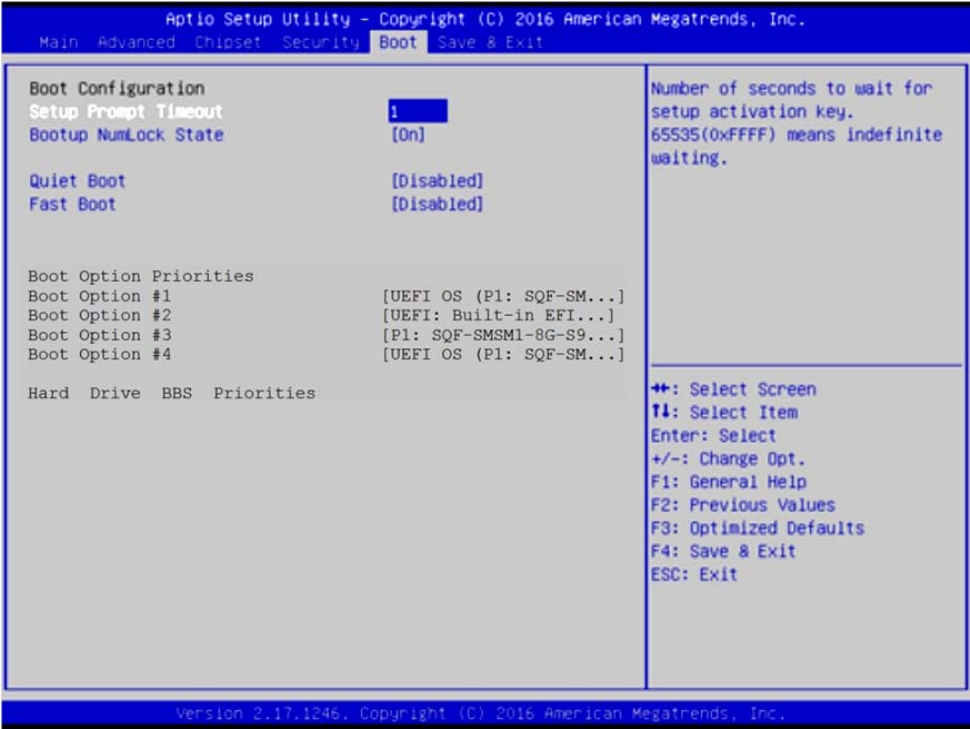 Aptio Setup Utility – Copyright (C) 2016 American Megatrends, Inc.
Main Advanced Chipset Security Boot Save & Exit
Boot Configuration
Setup Prompt Timeout 1
Bootup NumLock State [On]
Quiet Boot [Disabled]
Fast Boot [Disabled]
Boot Option Priorities
Boot Option #1 [UEFI OS (P1: SQF-SM...]
Boot Option #2 [UEFI: Built-in EFI...]
Boot Option #3 [P1: SQF-SMSM1-8G-S9...]
Boot Option #4 [UEFI OS (P1: SQF-SM...]
Hard Drive BBS Priorities
Number of seconds to wait for
setup activation key.
65535(0xFFFF) means indefinite
waiting.
→←: Select Screen
↑↓: Select Item
Enter: Select
+/-: Change Opt.
F1: General Help
F2: Previous Values
F3: Optimized Defaults
F4: Save & Exit
ESC: Exit
Version 2.17.1246. Copyright (C) 2016 American Megatrends, Inc.